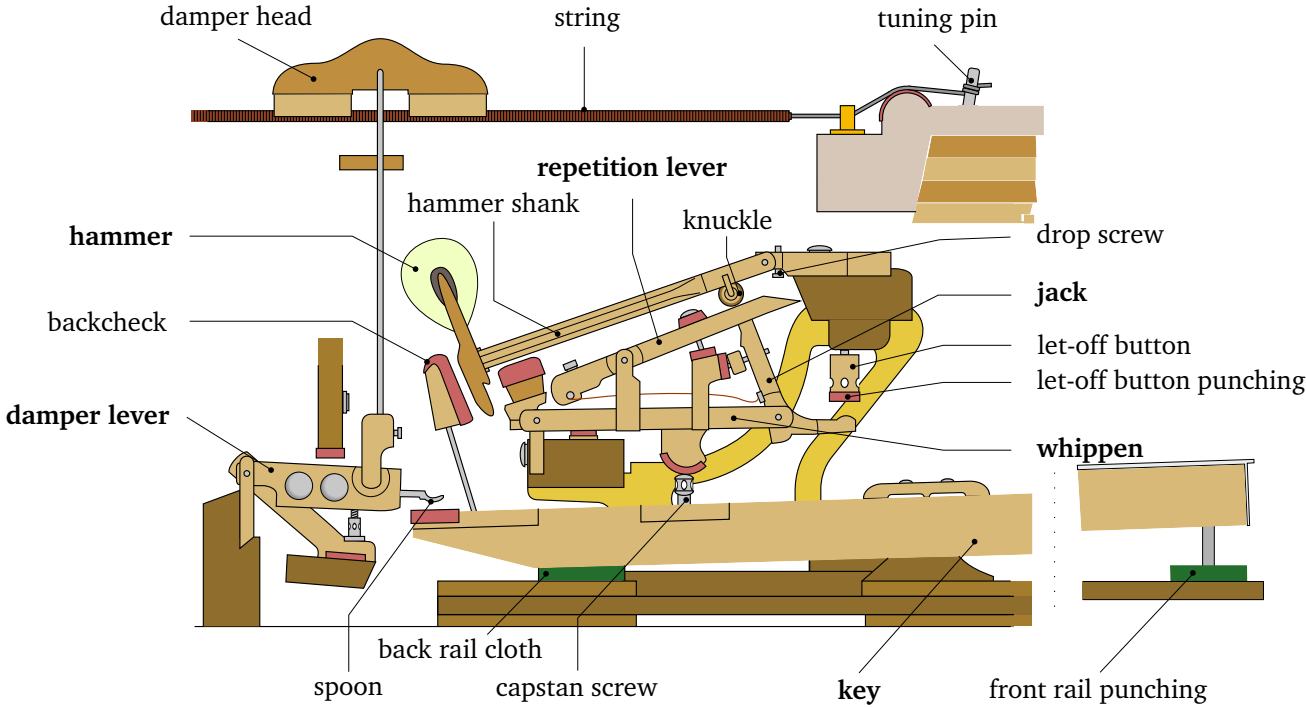 damper head
string
tuning pin
repetition lever
hammer shank
knuckle
hammer
drop screw
jack
backcheck
let-off button
let-off button punching
damper lever
whippen
back rail cloth
spoon
capstan screw
key
front rail punching